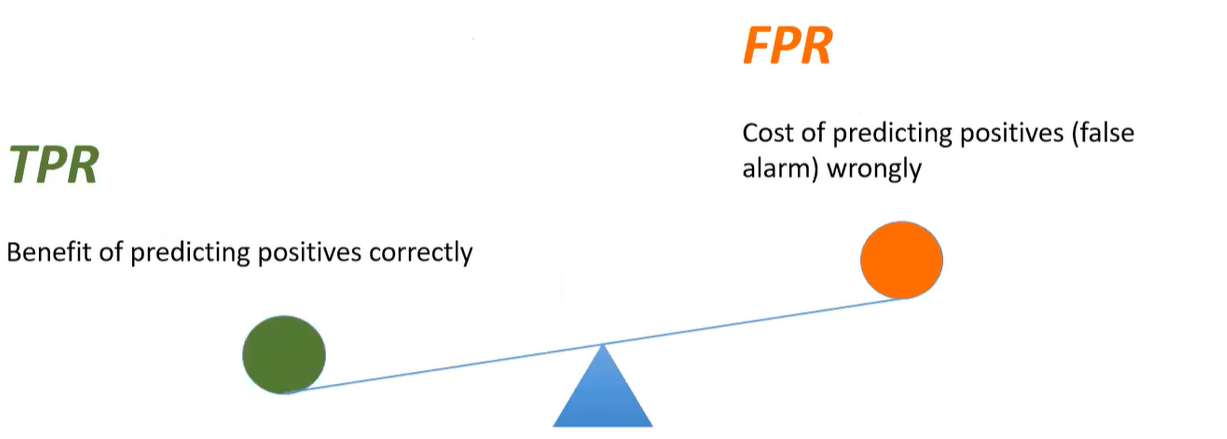 FPR
Cost of predicting positives (false
alarm) wrongly
TPR
Benefit of predicting positives correctly